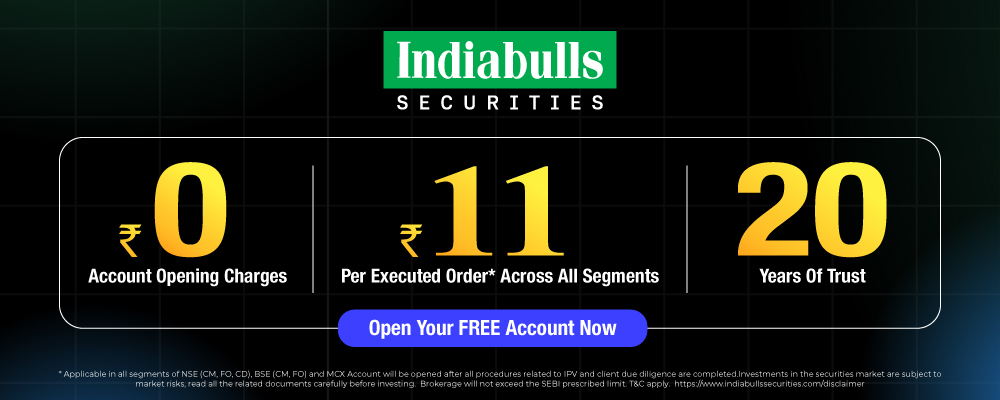 Indiabulls
SECURITIES
₹0
Account Opening Charges
₹11
Per Executed Order* Across All Segments
20
Years Of Trust
Open Your FREE Account Now
* Applicable in all segments of NSE (CM, FO, CD), BSE (CM, FO) and MCX Account will be opened after all procedures related to IPV and client due diligence are completed.Investments in the securities market are subject to
market risks, read all the related documents carefully before investing. Brokerage will not exceed the SEBI prescribed limit. T&C apply. https://www.indiabullssecurities.com/disclaimer